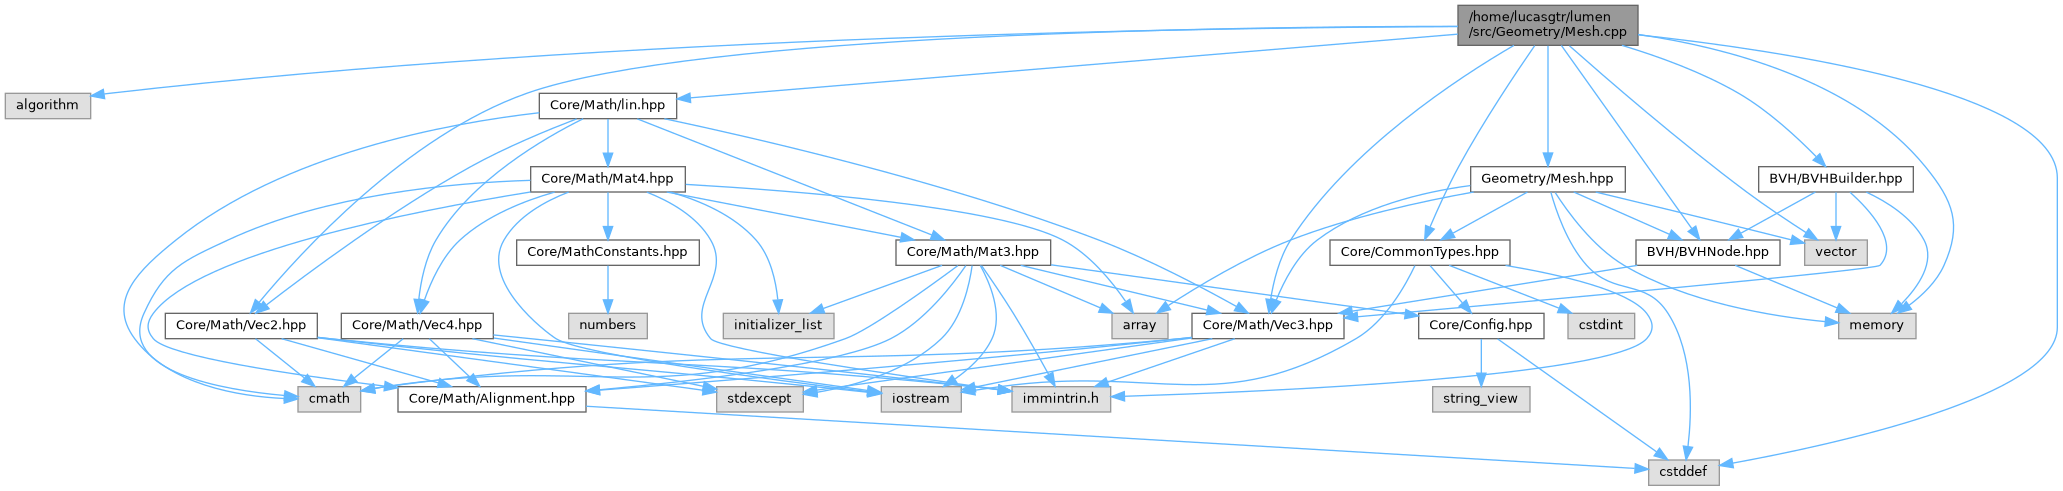 /home/lucasgtr/lumen
/src/Geometry/Mesh.cpp
algorithm
Core/Math/lin.hpp
Core/Math/Mat4.hpp
Geometry/Mesh.hpp
BVH/BVHBuilder.hpp
Core/MathConstants.hpp
Core/Math/Mat3.hpp
Core/CommonTypes.hpp
BVH/BVHNode.hpp
vector
Core/Math/Vec2.hpp
Core/Math/Vec4.hpp
numbers
initializer_list
array
Core/Math/Vec3.hpp
Core/Config.hpp
cstdint
memory
cmath
Core/Math/Alignment.hpp
stdexcept
iostream
immintrin.h
string_view
cstddef